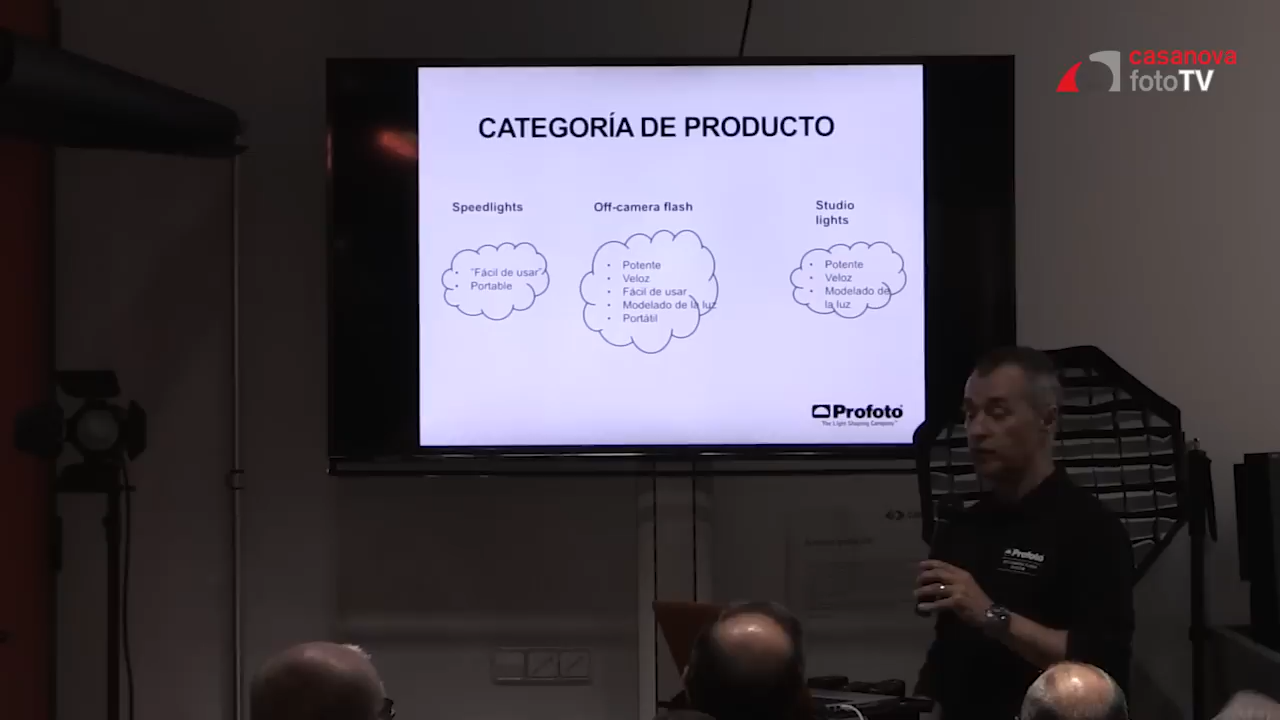 casanova
fotoTV
CATEGORÍA DE PRODUCTO
Speedlights
"Fácil de usar"
Portable
Off-camera flash
Potente
Veloz
Fácil de usar
Modelado de la luz
Portátil
Studio
lights
Potente
Veloz
Modelado de
la luz
Profoto
The Light Shaping Company™
Profoto